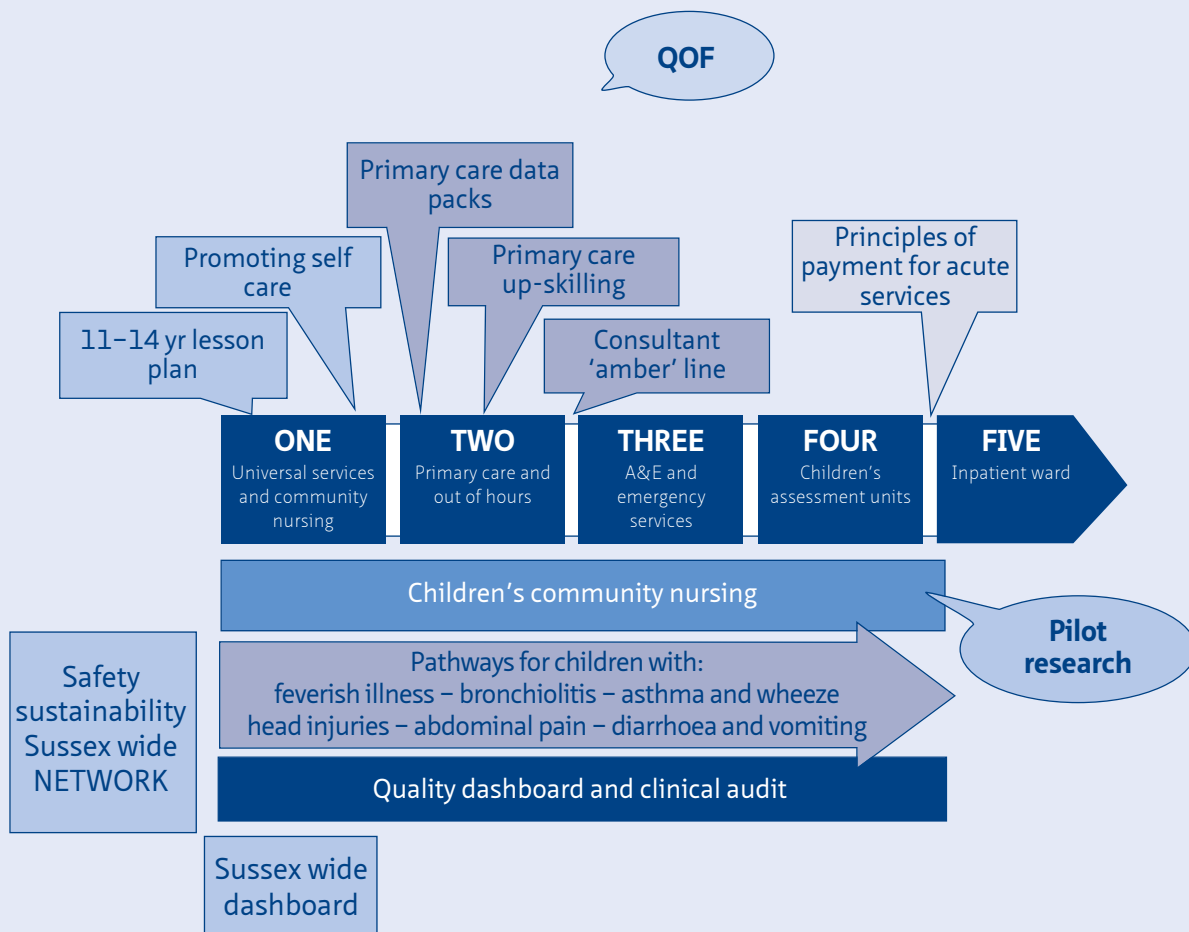 QOF
Primary care data
packs
Promoting self
care
Primary care
up-skilling
Principles of
payment for acute
services
11–14 yr lesson
plan
Consultant
‘amber’ line
ONE
Universal services
and community
nursing
TWO
Primary care and
out of hours
THREE
A&E and
emergency
services
FOUR
Children’s
assessment units
FIVE
Inpatient ward
Children’s community nursing
Pilot
research
Pathways for children with:
feverish illness – bronchiolitis – asthma and wheeze
head injuries – abdominal pain – diarrhoea and vomiting
Safety
sustainability
Sussex wide
NETWORK
Quality dashboard and clinical audit
Sussex wide
dashboard